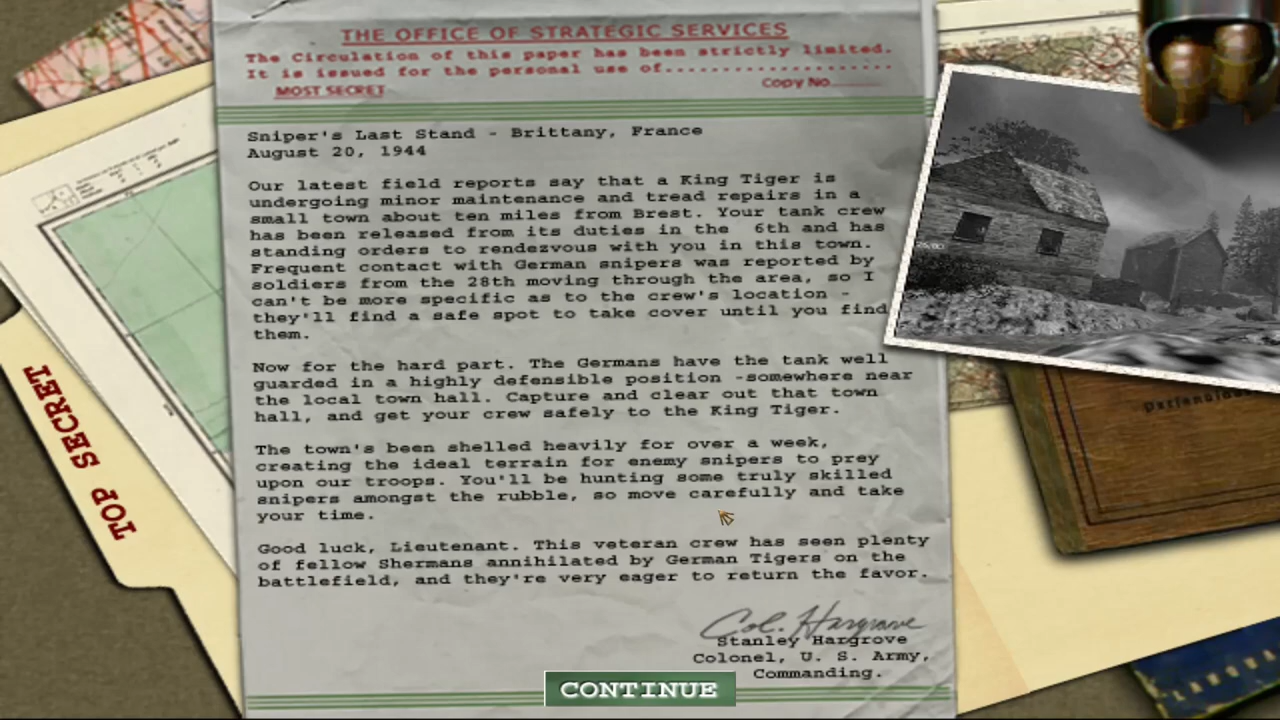 THE OFFICE OF STRATEGIC SERVICES
The Circulation of this paper has been strictly limited.
It is issued for the personal use of....................
MOST SECRET
Copy No.
Sniper's Last Stand - Brittany, France
August 20, 1944
Our latest field reports say that a King Tiger is
undergoing minor maintenance and tread repairs in a
small town about ten miles from Brest. Your tank crew
has been released from its duties in the 6th and has
standing orders to rendezvous with you in this town.
Frequent contact with German snipers was reported by
soldiers from the 28th moving through the area, so I
can't be more specific as to the crew's location -
they'll find a safe spot to take cover until you find
them.
Now for the hard part. The Germans have the tank well
guarded in a highly defensible position -somewhere near
the local town hall. Capture and clear out that town
hall, and get your crew safely to the King Tiger.
The town's been shelled heavily for over a week,
creating the ideal terrain for enemy snipers to prey
upon our troops. You'll be hunting some truly skilled
snipers amongst the rubble, so move carefully and take
your time.
Good luck, Lieutenant. This veteran crew has seen plenty
of fellow Shermans annihilated by German Tigers on the
battlefield, and they're very eager to return the favor.
Col. Hargrove
Stanley Hargrove
Colonel, U. S. Army,
Commanding.
CONTINUE
TOP SECRET